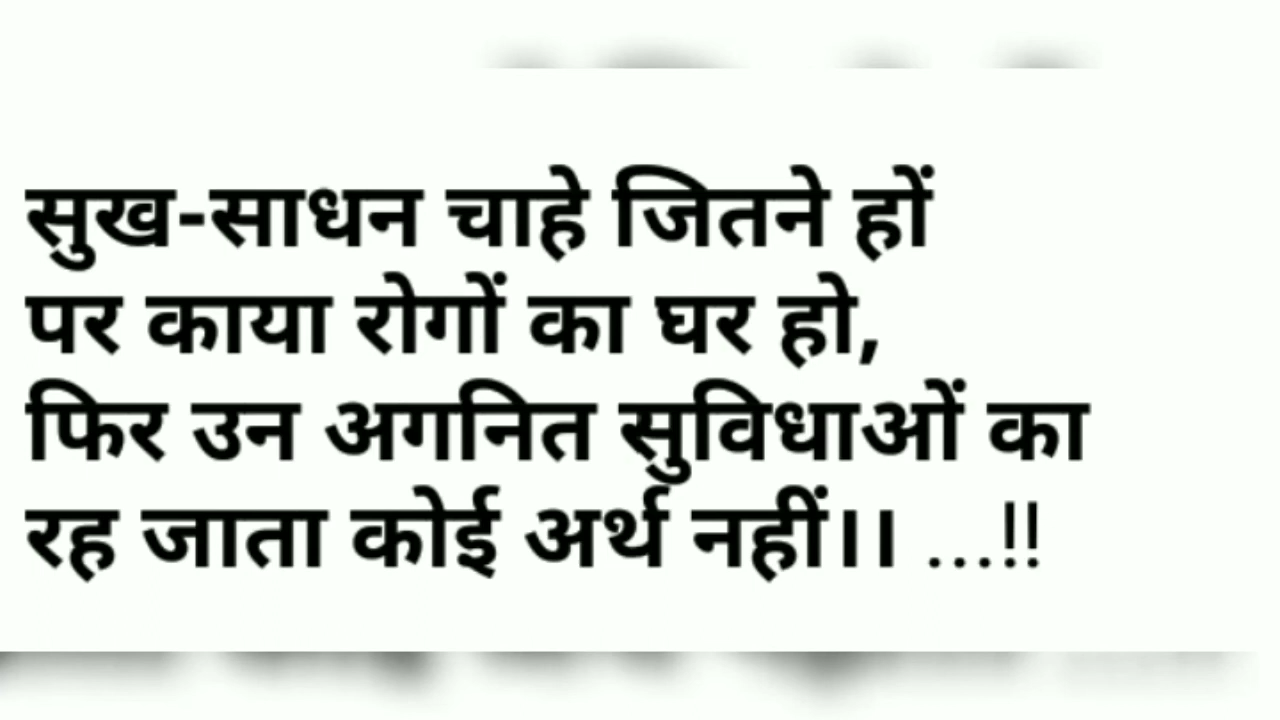 सुख-साधन चाहे जितने हों
पर काया रोगों का घर हो,
फिर उन अगनित सुविधाओं का
रह जाता कोई अर्थ नहीं।। ...!!